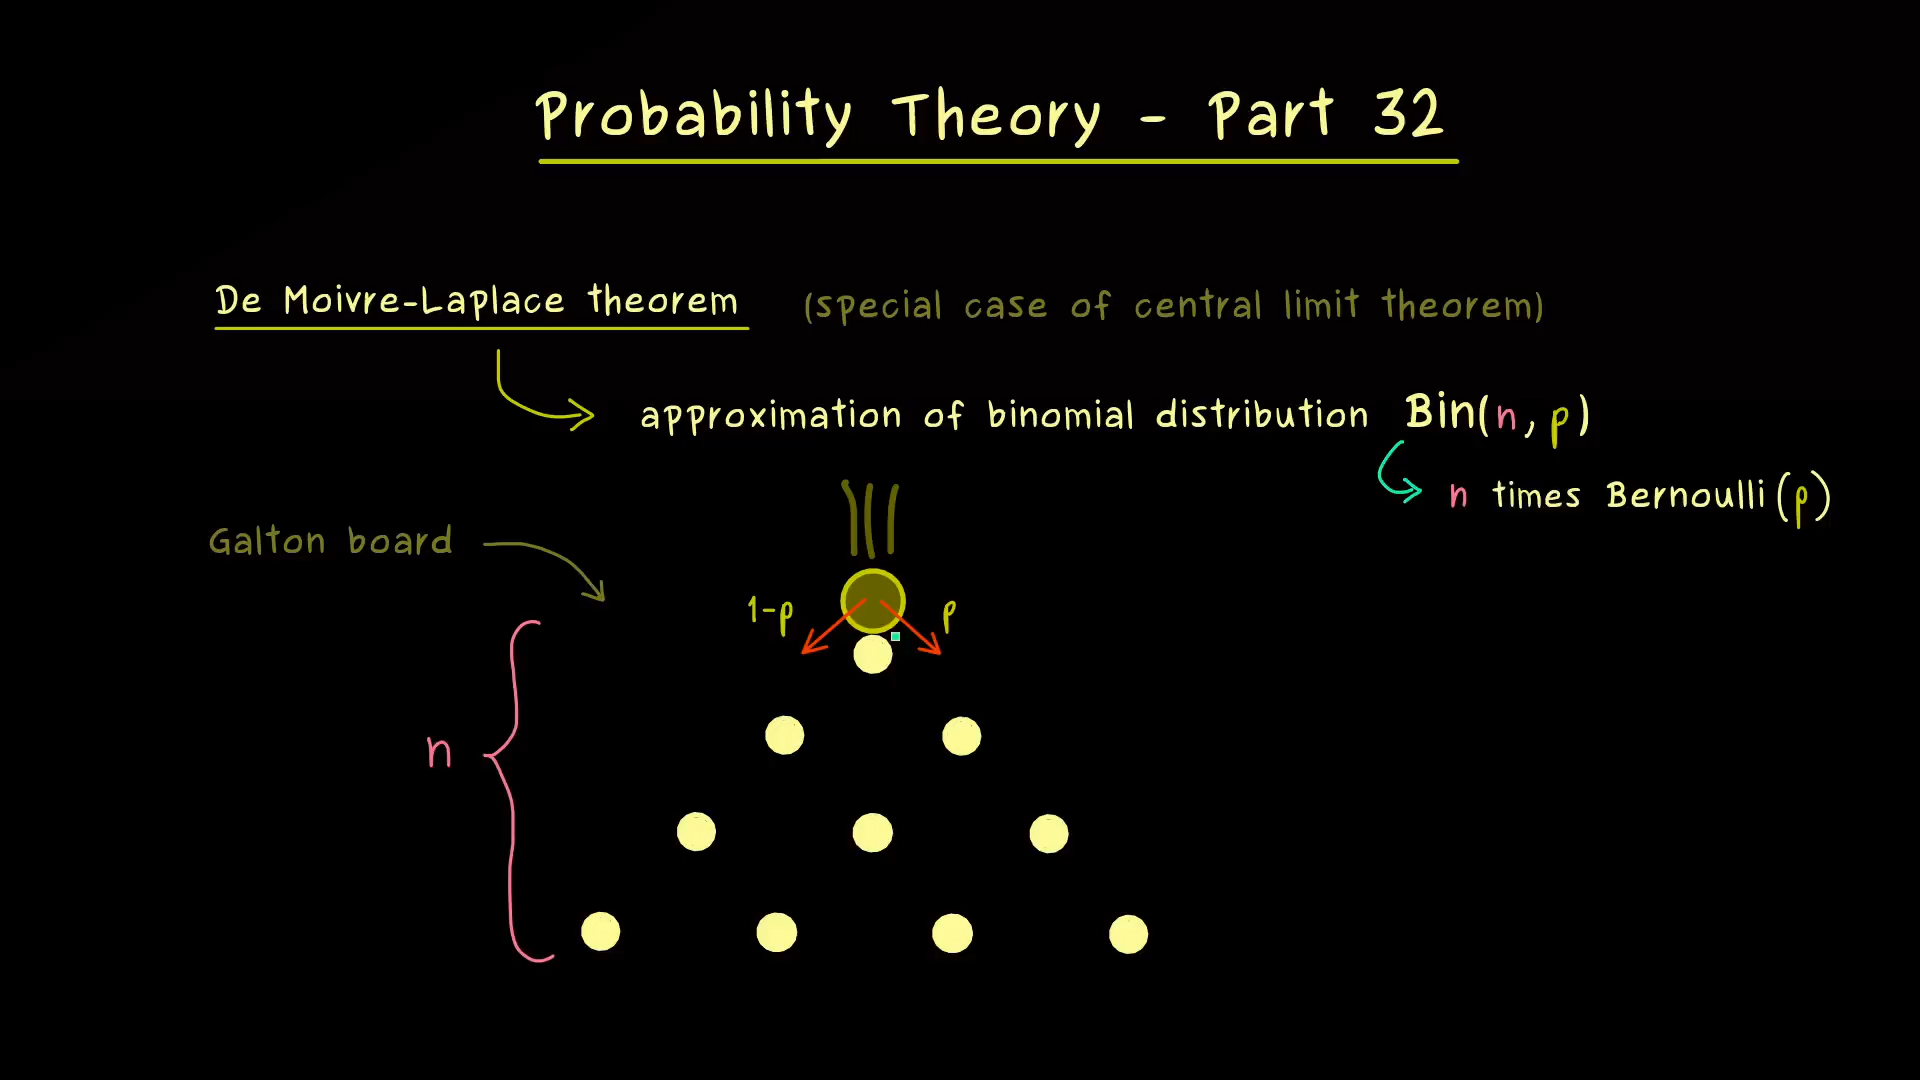 Probability Theory - Part 32
De Moivre-Laplace theorem (special case of central limit theorem)
approximation of binomial distribution Bin(n, p)
n times Bernoulli(p)
Galton board
1-p p
n